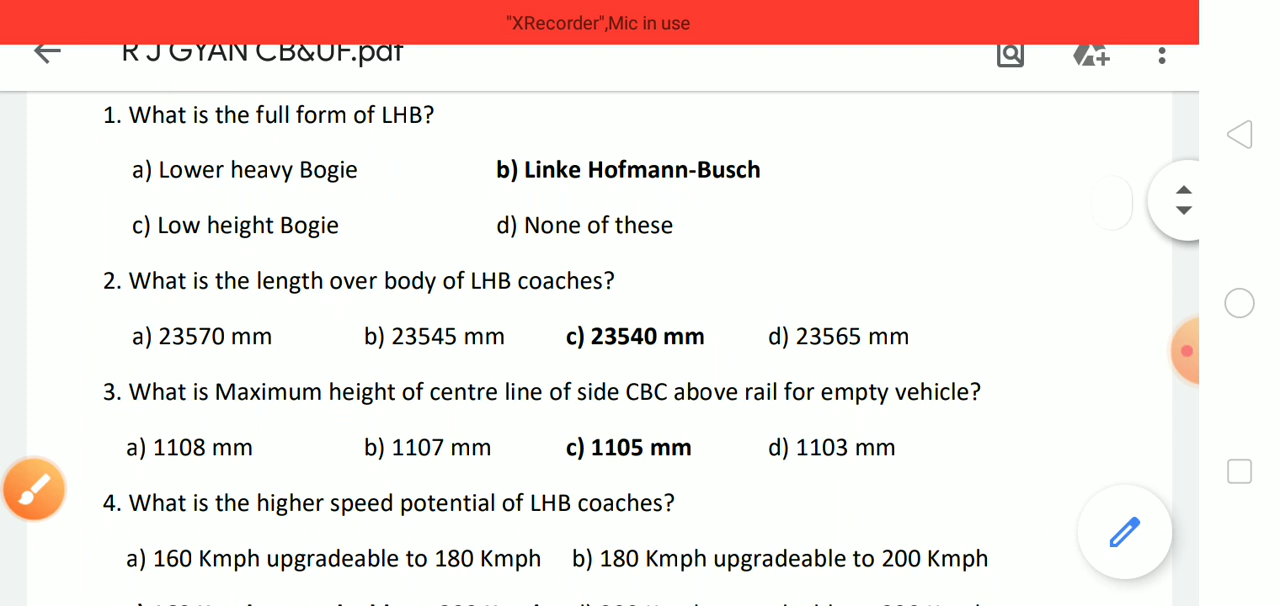 "XRecorder",Mic in use
R J GYAN CB&UF.pdf
1. What is the full form of LHB?
a) Lower heavy Bogie b) Linke Hofmann-Busch
c) Low height Bogie d) None of these
2. What is the length over body of LHB coaches?
a) 23570 mm b) 23545 mm c) 23540 mm d) 23565 mm
3. What is Maximum height of centre line of side CBC above rail for empty vehicle?
a) 1108 mm b) 1107 mm c) 1105 mm d) 1103 mm
4. What is the higher speed potential of LHB coaches?
a) 160 Kmph upgradeable to 180 Kmph b) 180 Kmph upgradeable to 200 Kmph